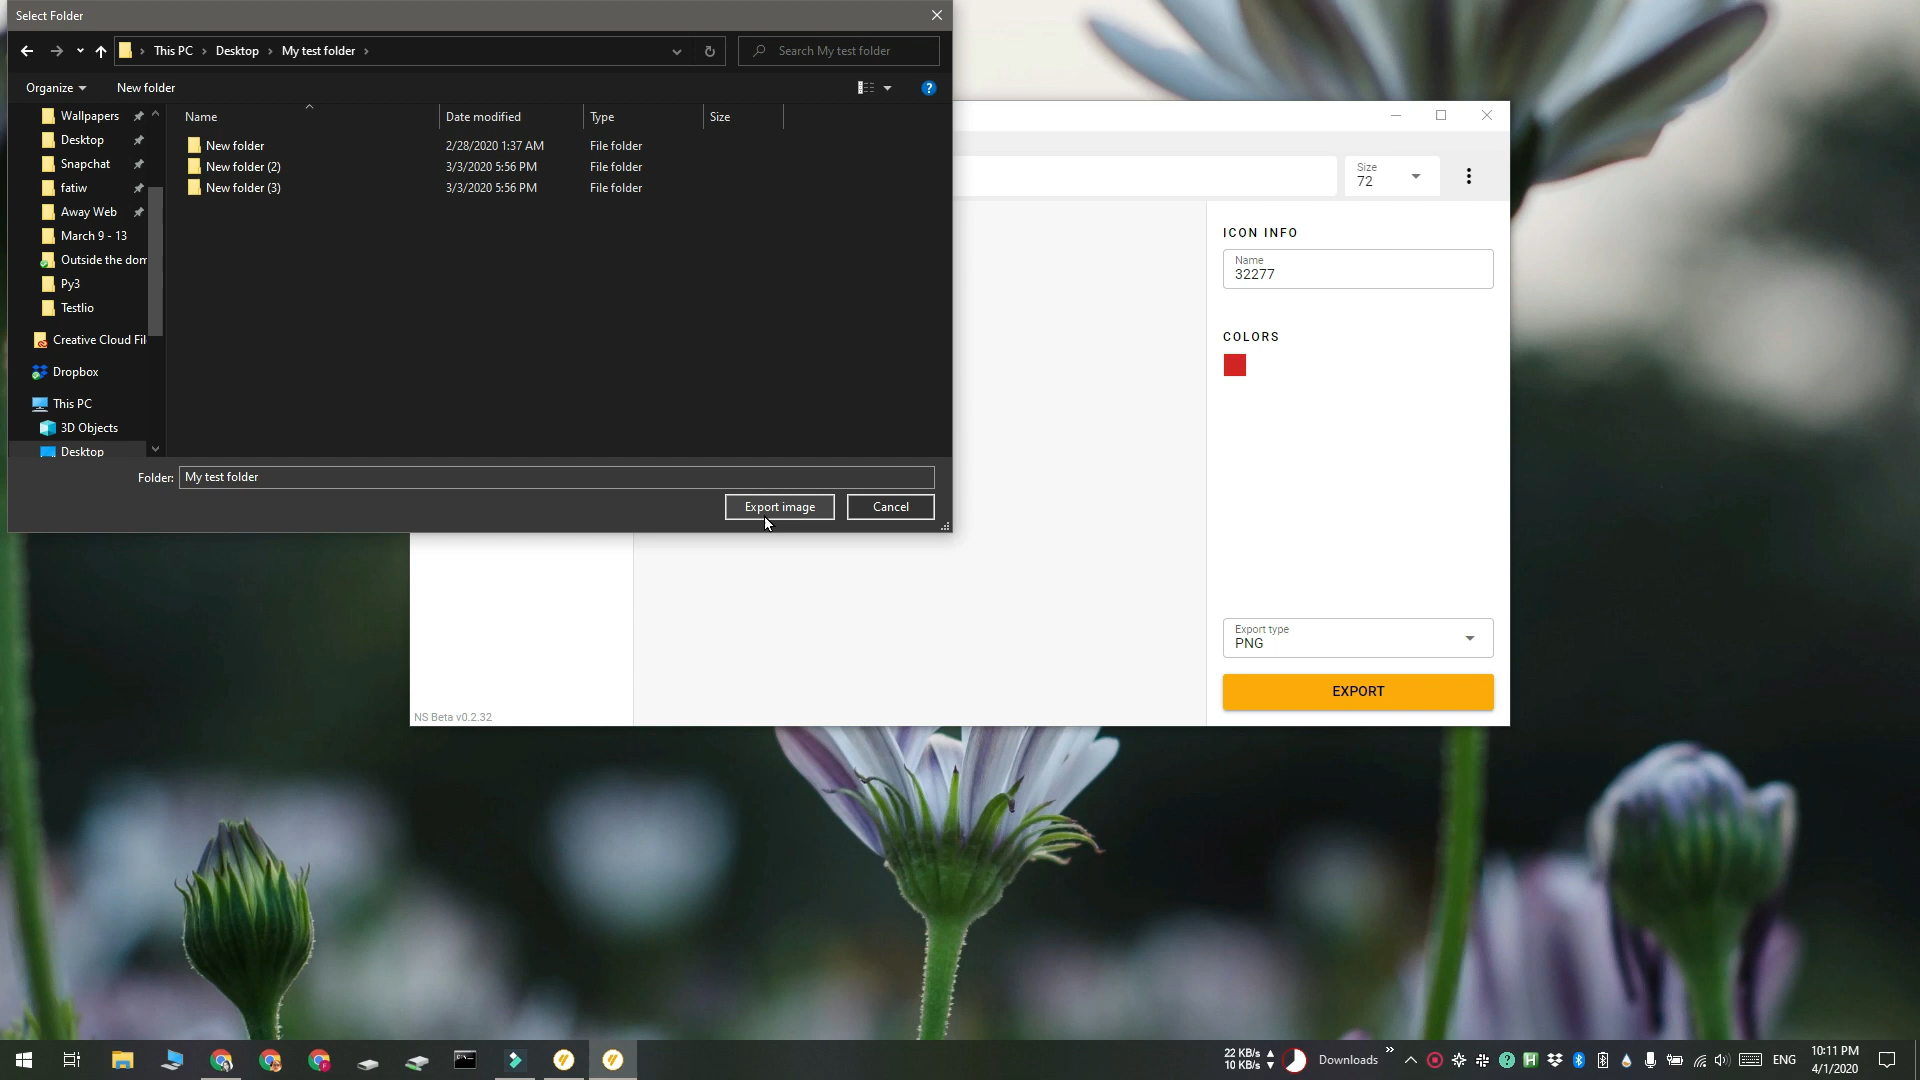 Select Folder
This PC > Desktop > My test folder >
Search My test folder
Organize
New folder
Wallpapers
Desktop
Snapchat
fatiw
Away Web
March 9 - 13
Outside the dom
Py3
Testlio
Creative Cloud Fil
Dropbox
This PC
3D Objects
Desktop
Name Date modified Type Size
New folder 2/28/2020 1:37 AM File folder
New folder (2) 3/3/2020 5:56 PM File folder
New folder (3) 3/3/2020 5:56 PM File folder
Folder: My test folder
Export image
Cancel
Size
72
ICON INFO
Name
32277
COLORS
Export type
PNG
EXPORT
NS Beta v0.2.32
22 KB/s
10 KB/s
Downloads
ENG
10:11 PM
4/1/2020